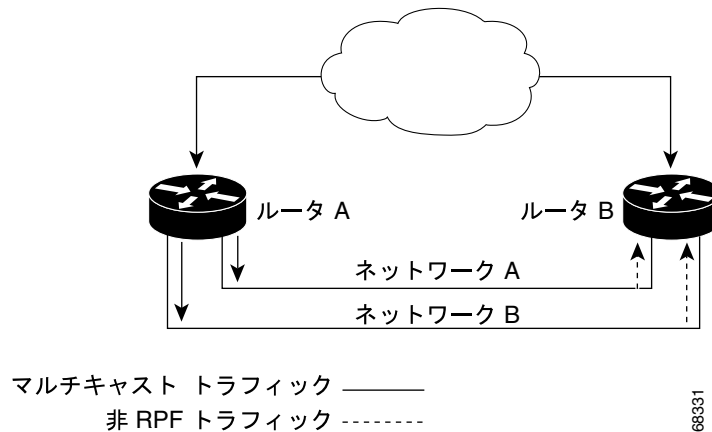 ルータ A
ルータ B
ネットワーク A
ネットワーク B
マルチキャスト トラフィック
非 RPF トラフィック
68331